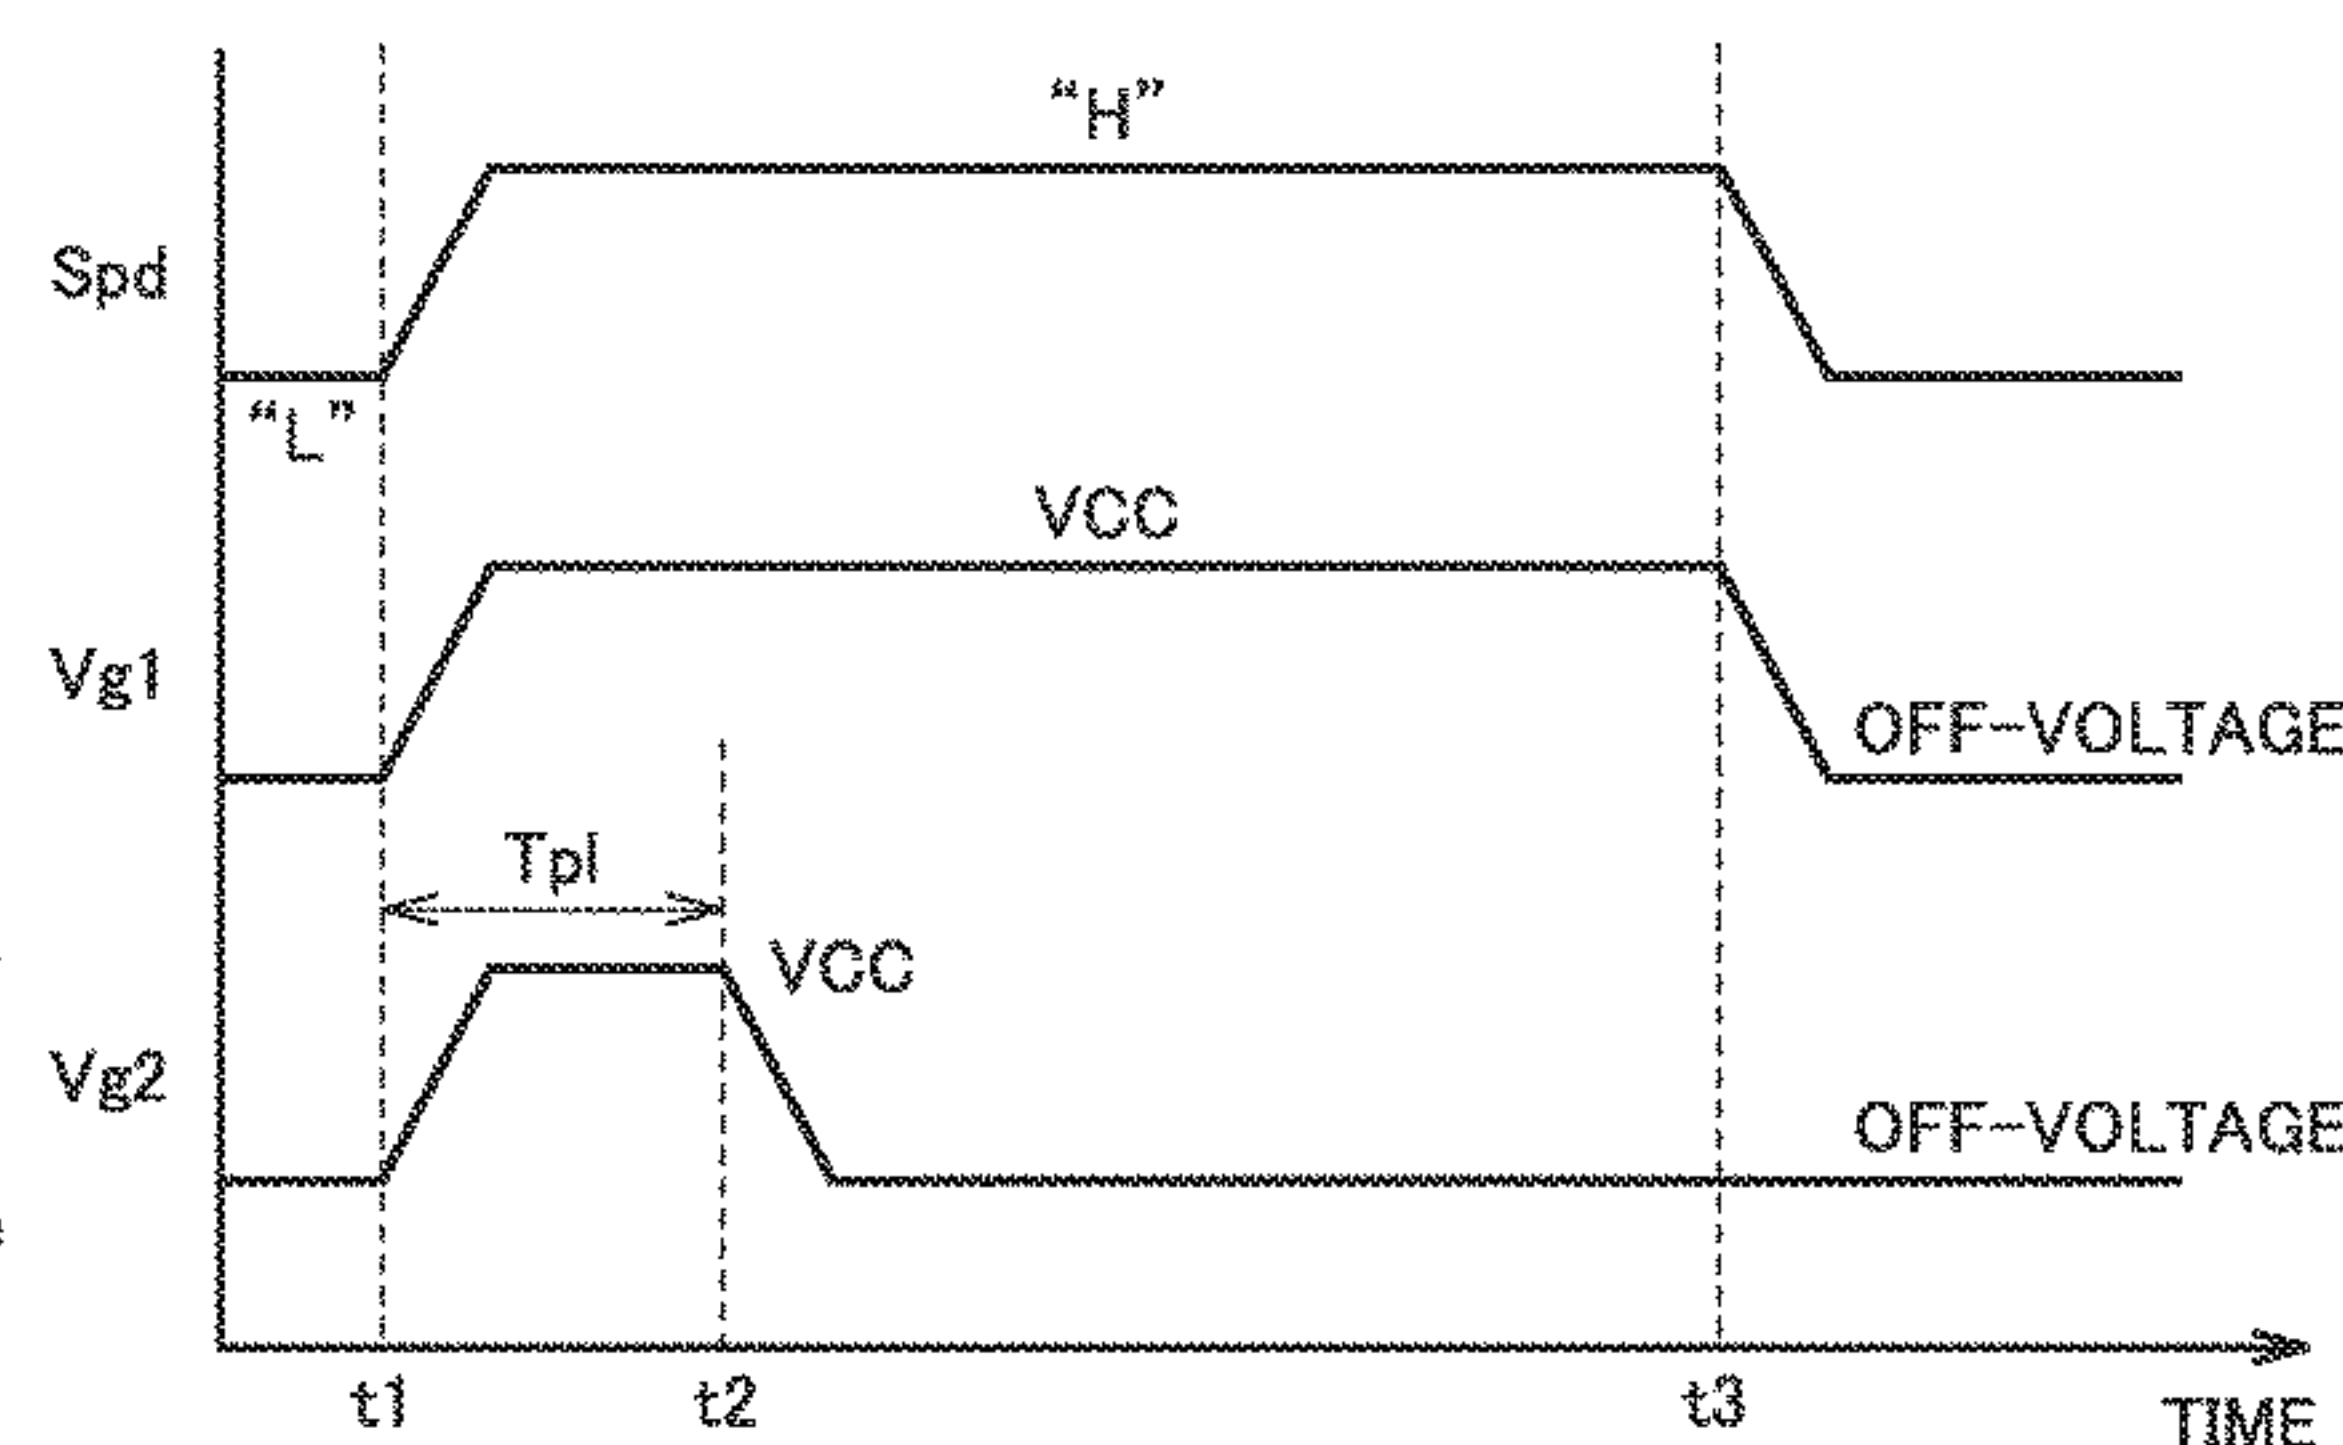 “H”
Spd
“L”
VCC
Vg1
OFF-VOLTAGE
Tpl
VCC
Vg2
OFF-VOLTAGE
t1 t2 t3
TIME